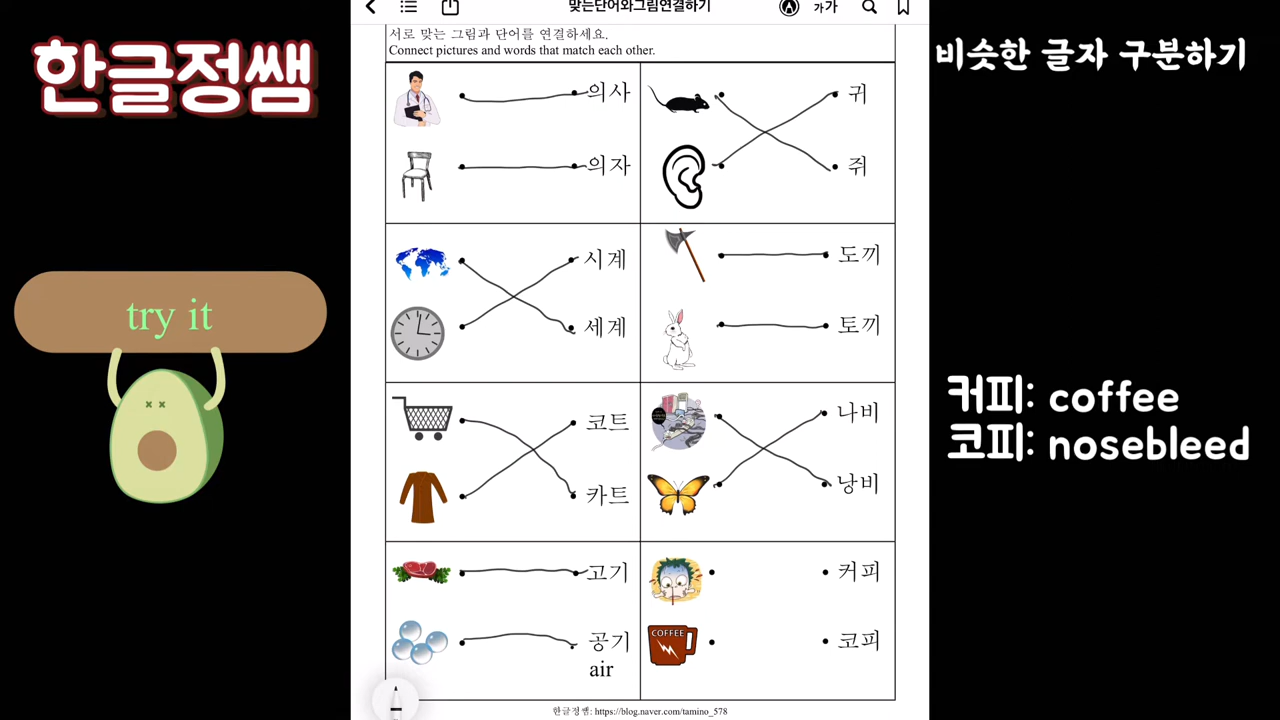 한글정쌤
try it
맞는단어와그림연결하기
가가
서로 맞는 그림과 단어를 연결하세요.
Connect pictures and words that match each other.
의사
의자
귀
쥐
시계
세계
도끼
토끼
코트
카트
나비
낭비
고기
공기
air
COFFEE
커피
코피
한글정쌤: https://blog.naver.com/tamino_578
비슷한 글자 구분하기
커피: coffee
코피: nosebleed